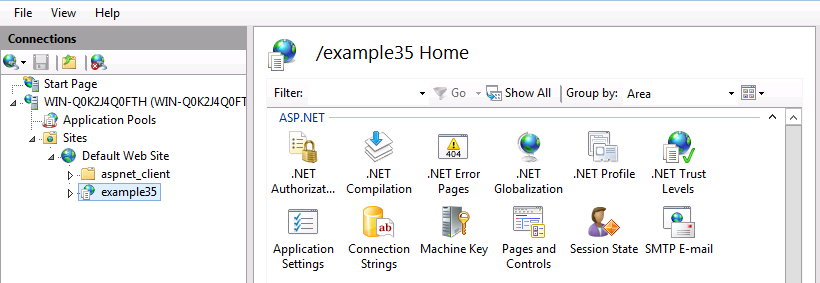 File View Help
Connections
Start Page
WIN-Q0K2J4Q0FTH (WIN-Q0K2J4Q0FT
Application Pools
Sites
Default Web Site
aspnet_client
example35
/example35 Home
Filter: Go Show All Group by: Area
ASP.NET
.NET Authorizat...
.NET Compilation
.NET Error Pages
404
.NET Globalization
.NET Profile
.NET Trust Levels
Application Settings
Connection Strings
ab
Machine Key
Pages and Controls
Session State
SMTP E-mail